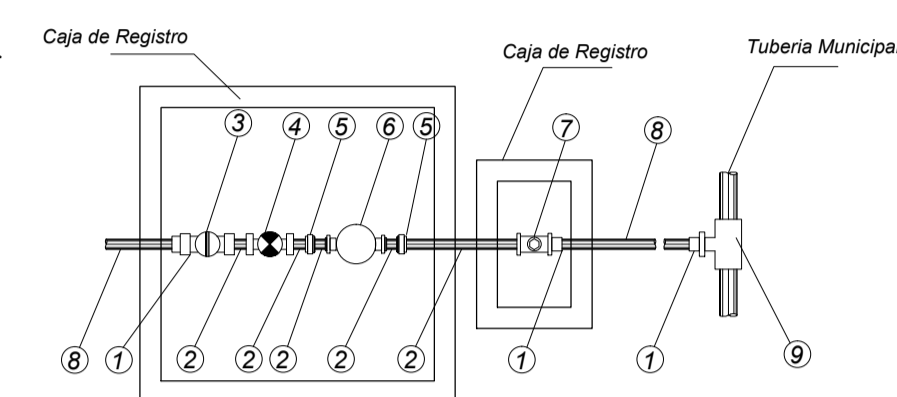 Caja de Registro
Caja de Registro
Tuberia Municipal
3 4 5 6 5 7 8
8 1 2 2 2 2 2 1 1 9